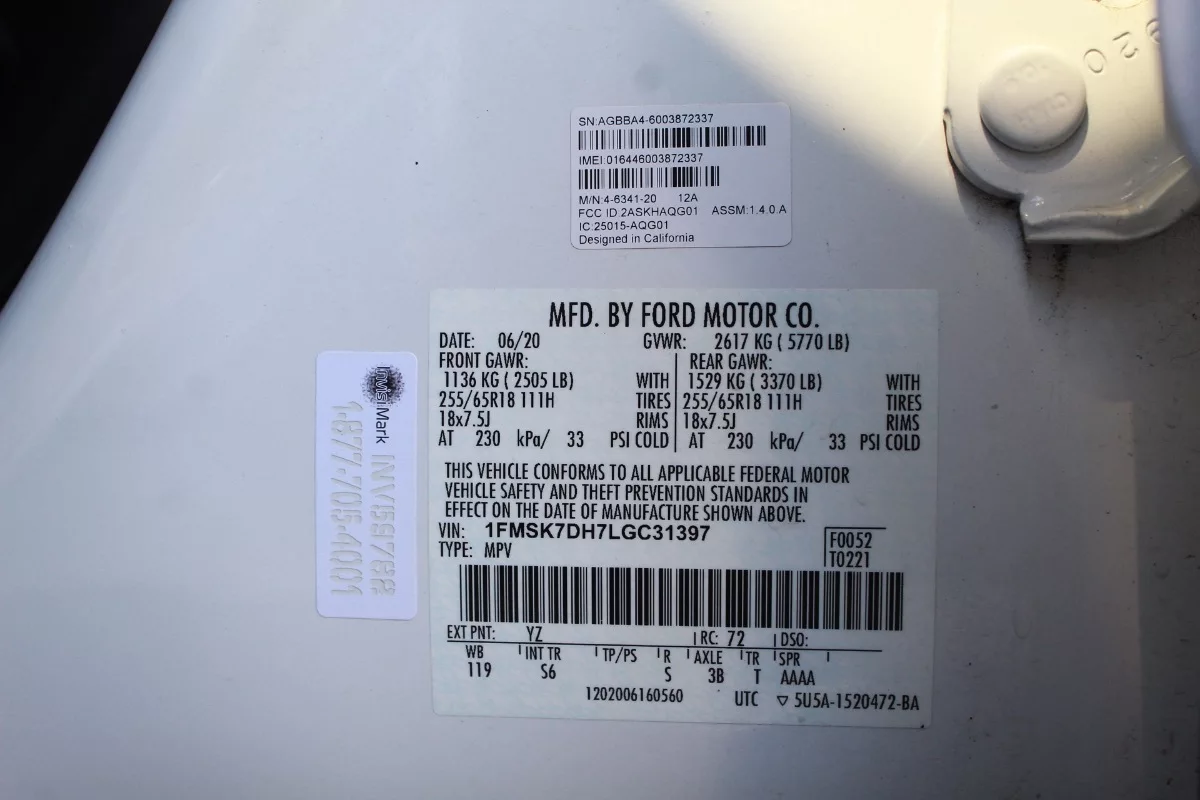 920
SN:AGBBA4-6003872337
IMEI:016446003872337
M/N:4-6341-20 12A
FCC ID:2ASKHAQG01 ASSM:1.4.0.A
IC:25015-AQG01
Designed in California
MFD. BY FORD MOTOR CO.
DATE: 06/20 GVWR: 2617 KG ( 5770 LB)
FRONT GAWR: REAR GAWR:
1136 KG ( 2505 LB) WITH 1529 KG ( 3370 LB) WITH
255/65R18 111H TIRES 255/65R18 111H TIRES
18x7.5J RIMS 18x7.5J RIMS
AT 230 kPa/ 33 PSI COLD AT 230 kPa/ 33 PSI COLD
THIS VEHICLE CONFORMS TO ALL APPLICABLE FEDERAL MOTOR
VEHICLE SAFETY AND THEFT PREVENTION STANDARDS IN
EFFECT ON THE DATE OF MANUFACTURE SHOWN ABOVE.
VIN: 1FMSK7DH7LGC31397
F0052
TYPE: MPV
T0221
EXT PNT: YZ RC: 72 DSO:
WB INT TR TP/PS R AXLE TR SPR
119 S6 S 3B T AAAA
1202006160560 UTC 5U5A-1520472-BA
InvisiMark INV59788
1-877-705-4001